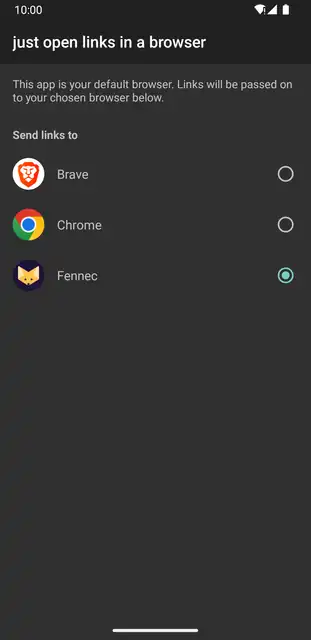 10:00
just open links in a browser
This app is your default browser. Links will be passed on
to your chosen browser below.
Send links to
Brave
Chrome
Fennec